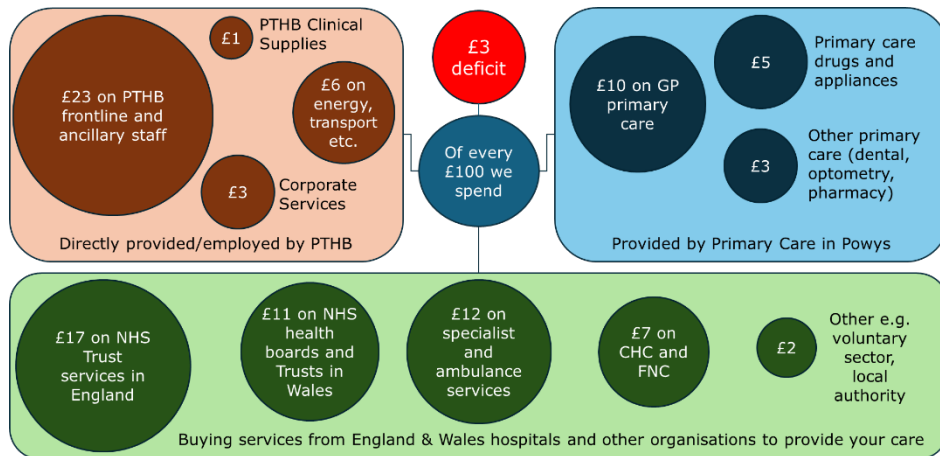 £1
PTHB Clinical
Supplies
£23 on PTHB
frontline and
ancillary staff
£6 on
energy,
transport
etc.
£3
Corporate
Services
Directly provided/employed by PTHB
£3
deficit
Of every
£100 we
spend
£10 on GP
primary
care
£5
Primary care
drugs and
appliances
£3
Other primary
care (dental,
optometry,
pharmacy)
Provided by Primary Care in Powys
£17 on NHS
Trust
services in
England
£11 on NHS
health
boards and
Trusts in
Wales
£12 on
specialist
and
ambulance
services
£7 on
CHC and
FNC
£2
Other e.g.
voluntary
sector,
local
authority
Buying services from England & Wales hospitals and other organisations to provide your care